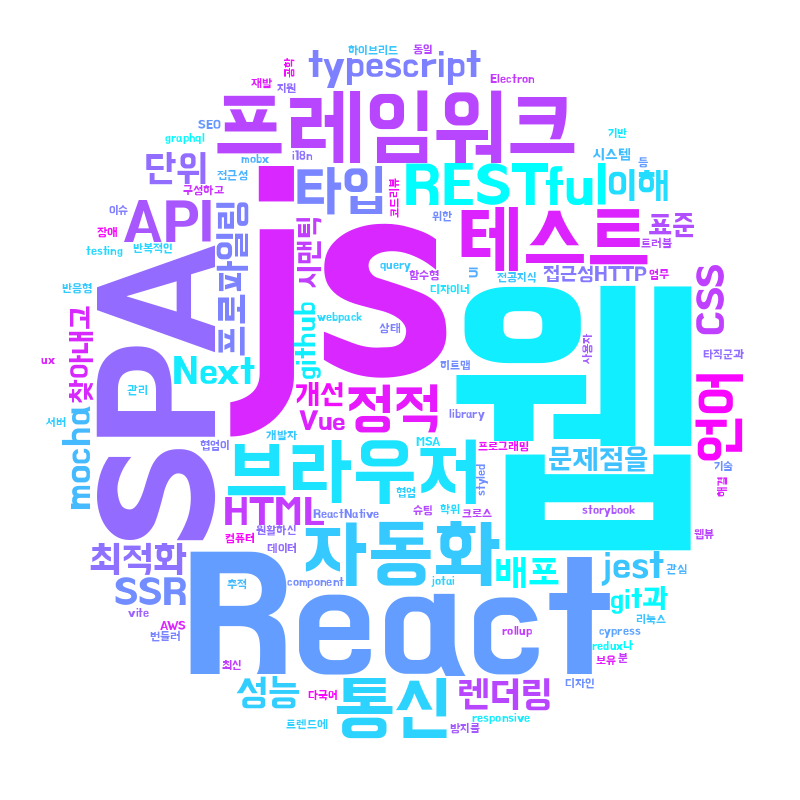 하이브리드
동일
공학
typescript
Electron
재발
지원
프레임워크
SEO
graphql
mobx
i18n
기반
시스템
등
단위
접근성
타입
코드리뷰
RESTful
이해
구성하고
이슈
API
프로파일링
시맨틱
js
위한
테스트
표준
트러블
장애
testing
반복적인
SPA
query
함수형
UI
전공지식
접근성
HTTP
업무
CSS
반응형
디자이너
웹
찾아내고
github
webpack
상태
사용자
타직군과
ux
Next
관리
개선
정적
히트맵
언어
서버
mocha
협업이
Vue
개발자
library
MSA
프로그래밍
브라우저
문제점을
기술
styled
해결
HTML
ReactNative
협업
슈팅
학위
크로스
storybook
원활하신
컴퓨터
데이터
자동화
웹뷰
최적화
SSR
추적
component
jotai
React
배포
jest
관심
git과
vite
AWS
번들러
rollup
cypress
리눅스
redux나
최신
보유
분
성능
다국어
통신
렌더링
디자인
트렌드에
방지를
responsive